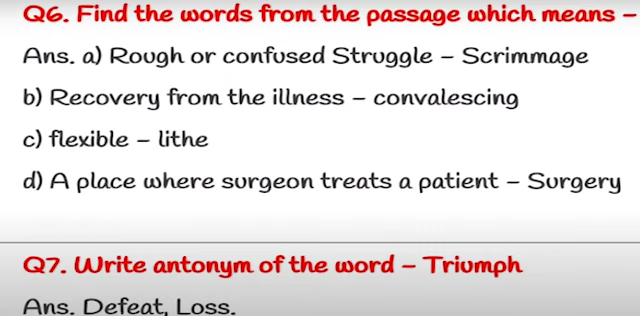 Q6. Find the words from the passage which means –
Ans. a) Rough or confused Struggle – Scrimmage
b) Recovery from the illness – convalescing
c) flexible – lithe
d) A place where surgeon treats a patient – Surgery
Q7. Write antonym of the word – Triumph
Ans. Defeat, Loss.